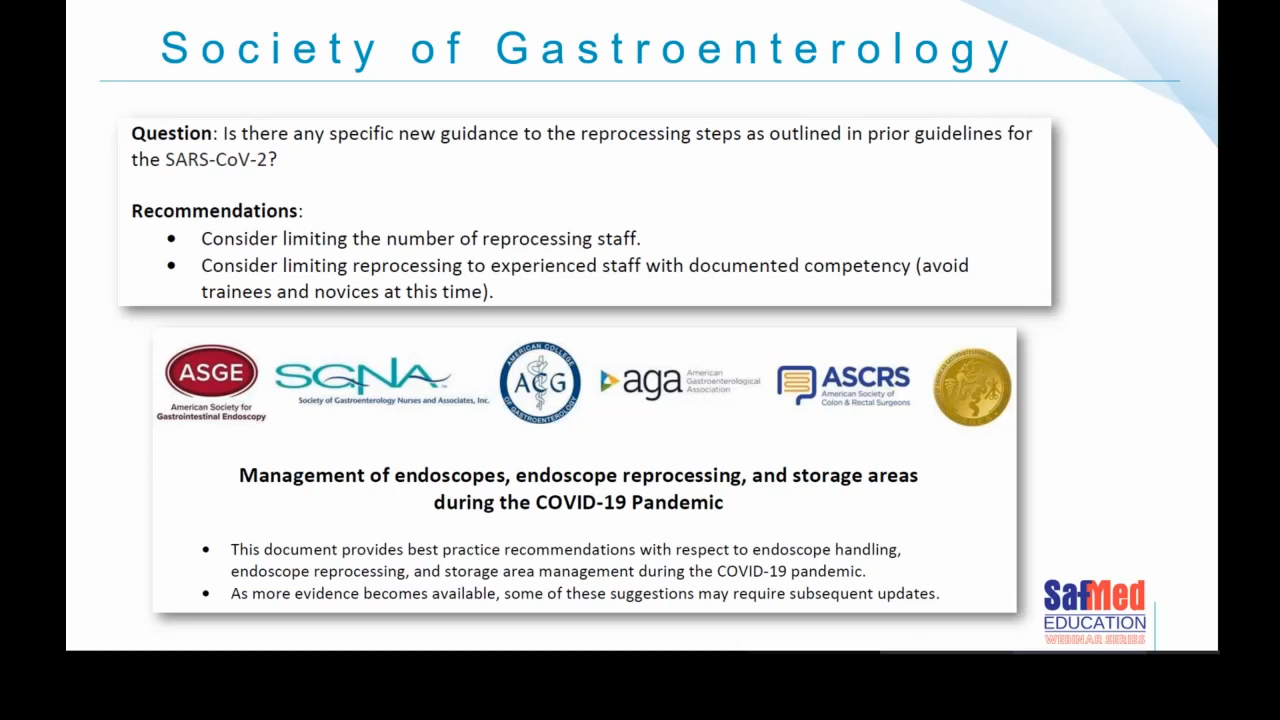 Society of Gastroenterology
Question: Is there any specific new guidance to the reprocessing steps as outlined in prior guidelines for
the SARS-CoV-2?
Recommendations:
• Consider limiting the number of reprocessing staff.
• Consider limiting reprocessing to experienced staff with documented competency (avoid
trainees and novices at this time).
ASGE
American Society for
Gastrointestinal Endoscopy
SGNA
Society of Gastroenterology Nurses and Associates, Inc.
AMERICAN COLLEGE
ACG
OF GASTROENTEROLOGY
aga
American
Gastroenterological
Association
ASCRS
American Society of
Colon & Rectal Surgeons
Management of endoscopes, endoscope reprocessing, and storage areas
during the COVID-19 Pandemic
• This document provides best practice recommendations with respect to endoscope handling,
endoscope reprocessing, and storage area management during the COVID-19 pandemic.
• As more evidence becomes available, some of these suggestions may require subsequent updates.
SafMed
EDUCATION
WEBINAR SERIES